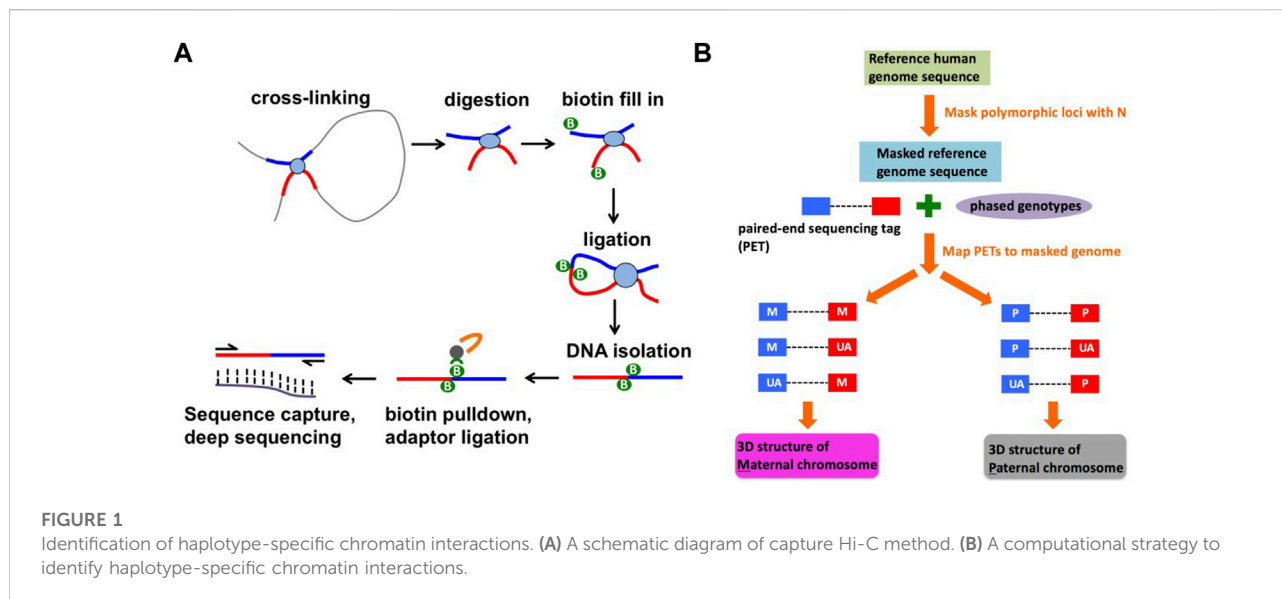 A
cross-linking
digestion
biotin fill in
B
B
ligation
B
B
DNA isolation
B
B
biotin pulldown,
adaptor ligation
B
B
Sequence capture,
deep sequencing
B
Reference human
genome sequence
Mask polymorphic loci with N
Masked reference
genome sequence
paired-end sequencing tag
(PET)
phased genotypes
Map PETs to masked genome
M M
M UA
UA M
P P
P UA
UA P
3D structure of
Maternal chromosome
3D structure of
Paternal chromosome
FIGURE 1
Identification of haplotype-specific chromatin interactions. (A) A schematic diagram of capture Hi-C method. (B) A computational strategy to
identify haplotype-specific chromatin interactions.